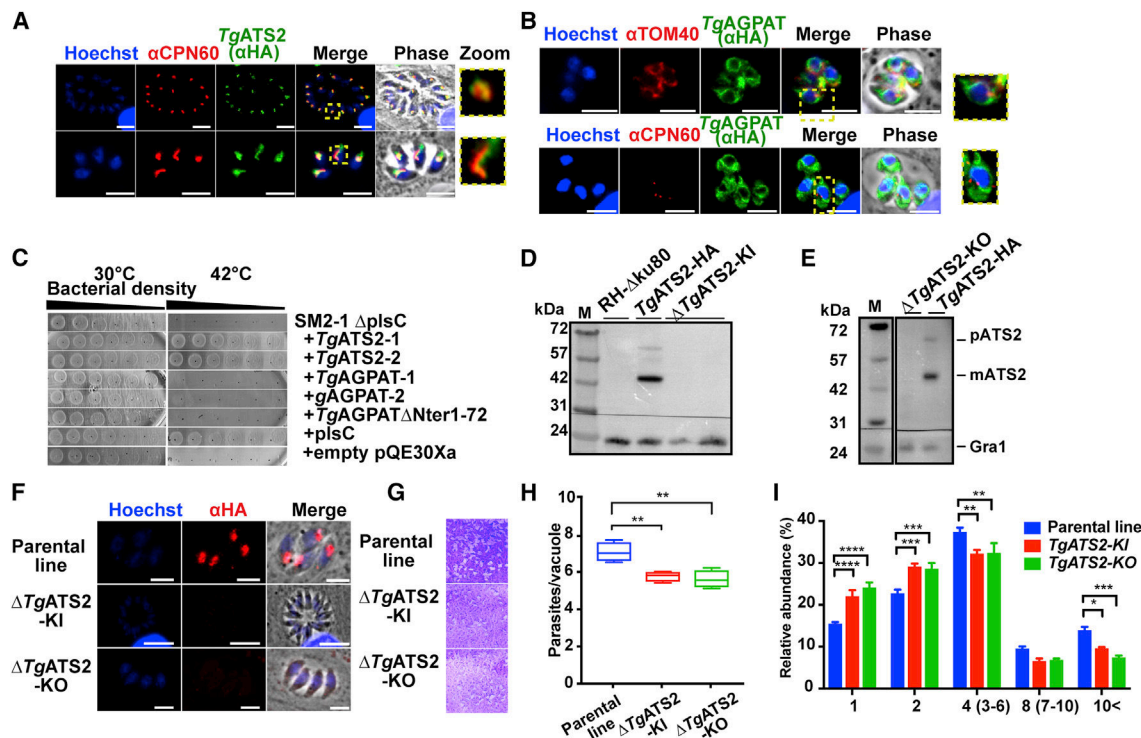 A
Hoechst αCPN60 TgATS2 (αHA) Merge Phase Zoom
B
Hoechst αTOM40 TgAGPAT (αHA) Merge Phase
Hoechst αCPN60 TgAGPAT (αHA) Merge Phase
C
30°C 42°C
Bacterial density
SM2-1 ΔplsC
+TgATS2-1
+TgATS2-2
+TgAGPAT-1
+gAGPAT-2
+TgAGPATΔNter1-72
+plsC
+empty pQE30Xa
D
kDa M RH-Δku80 TgATS2-HA ΔTgATS2-KI
72
57
42
31
24
E
kDa M ΔTgATS2-KO TgATS2-HA
72
57
42
31
24
pATS2
mATS2
Gra1
F
Hoechst αHA Merge
Parental line
ΔTgATS2-KI
ΔTgATS2-KO
G
Parental line
ΔTgATS2-KI
ΔTgATS2-KO
H
Parasites/vacuole
10
8
6
4
2
0
** **
Parental line ΔTgATS2-KI ΔTgATS2-KO
I
Relative abundance (%)
40
30
20
10
0
**** ****
*** ***
** **
* ***
Parental line
TgATS2-KI
TgATS2-KO
1 2 4 (3-6) 8 (7-10) 10<